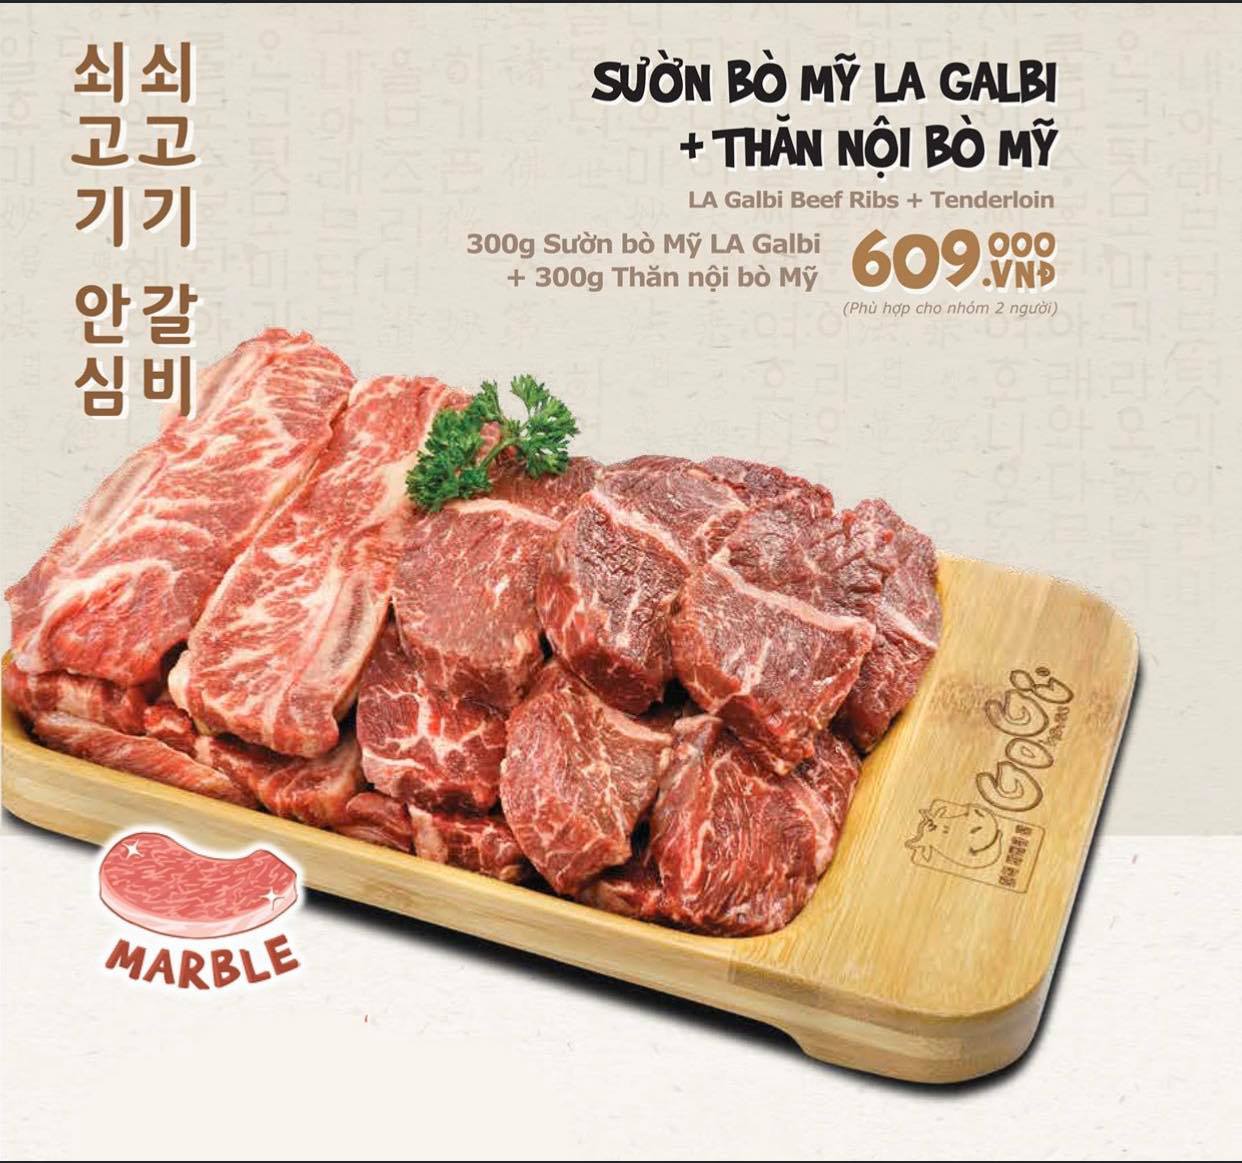 쇠고기 갈비
쇠고기 안심
SƯỜN BÒ MỸ LA GALBI
+ THĂN NỘI BÒ MỸ
LA Galbi Beef Ribs + Tenderloin
300g Sườn bò Mỹ LA Galbi
+ 300g Thăn nội bò Mỹ
609.000 VNĐ
(Phù hợp cho nhóm 2 người)
GoGi
MARBLE